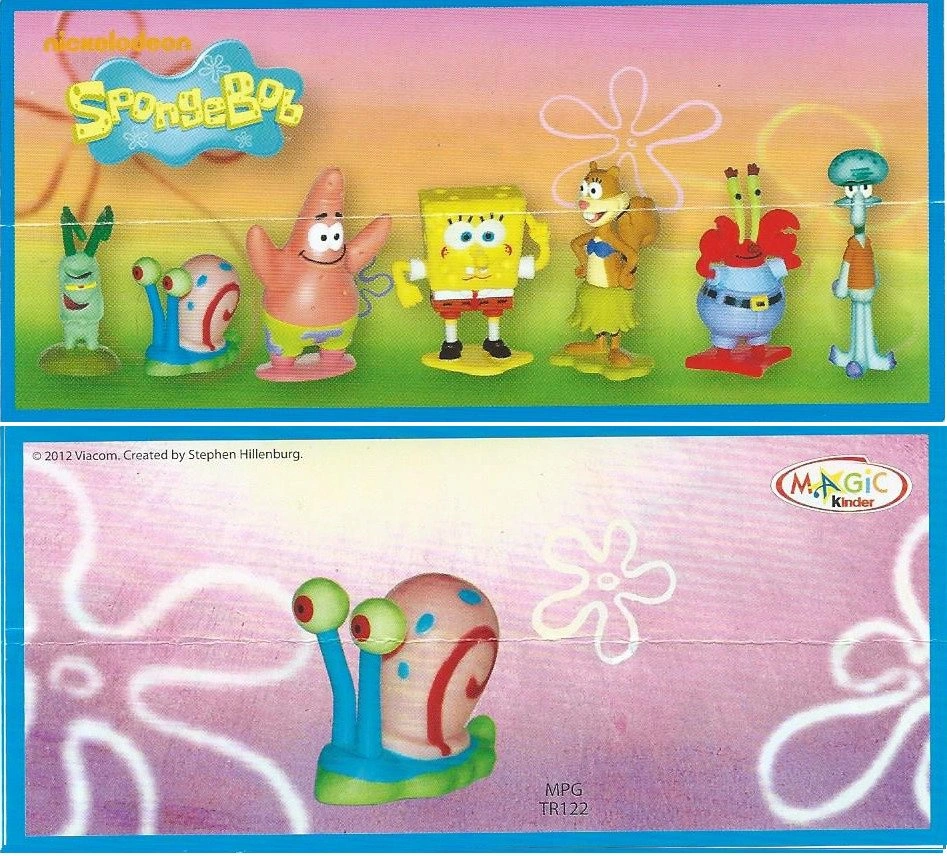 nickelodeon
SpongeBob
© 2012 Viacom. Created by Stephen Hillenburg.
MAGiC
Kinder
MPG
TR122